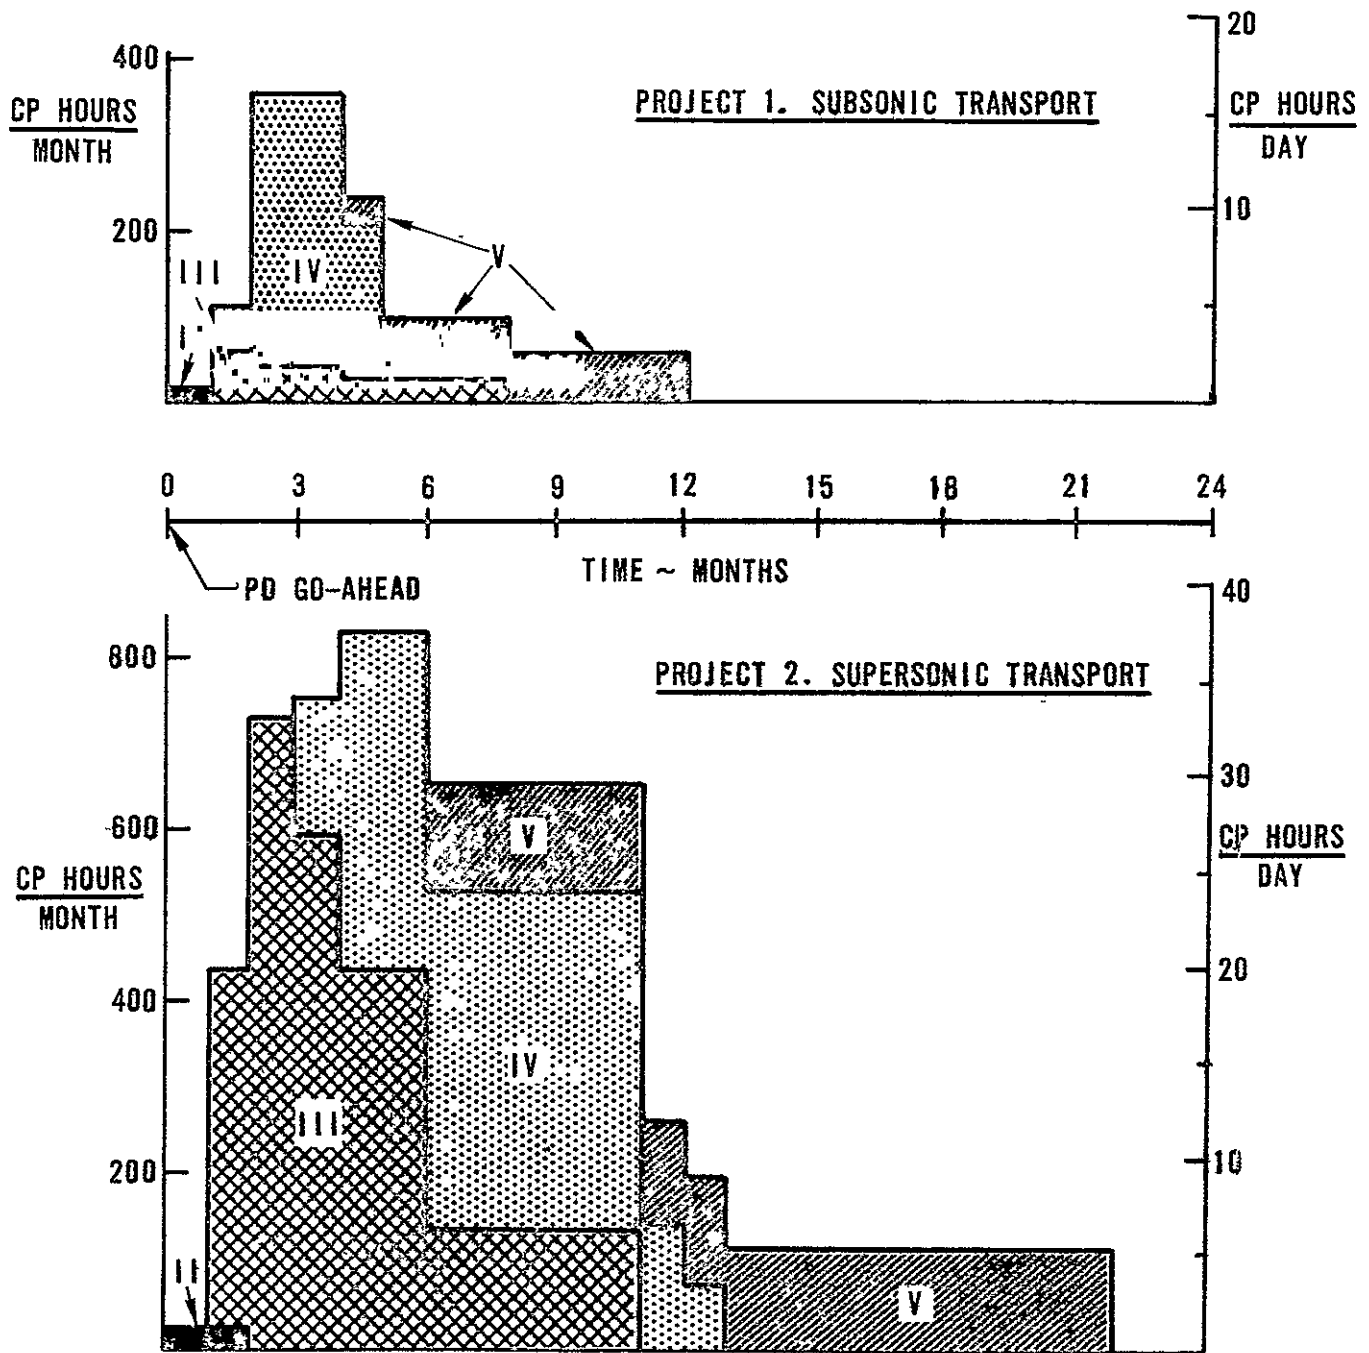 400
20
CP HOURS
MONTH
PROJECT 1. SUBSONIC TRANSPORT
CP HOURS
DAY
200
10
V
III
IV
0 3 6 9 12 15 18 21 24
TIME ~ MONTHS
PD GO-AHEAD
40
800
PROJECT 2. SUPERSONIC TRANSPORT
30
600
V
CP HOURS
MONTH
CP HOURS
DAY
400
20
IV
III
200
10
II
V